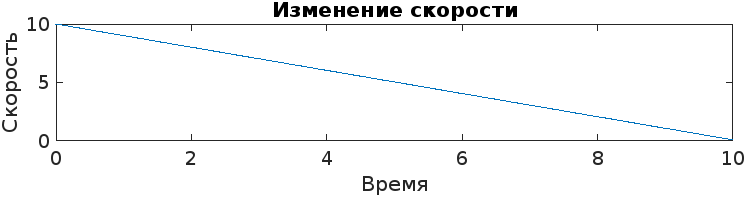 Изменение скорости
10
5
0
Скорость
0 2 4 6 8 10
Время